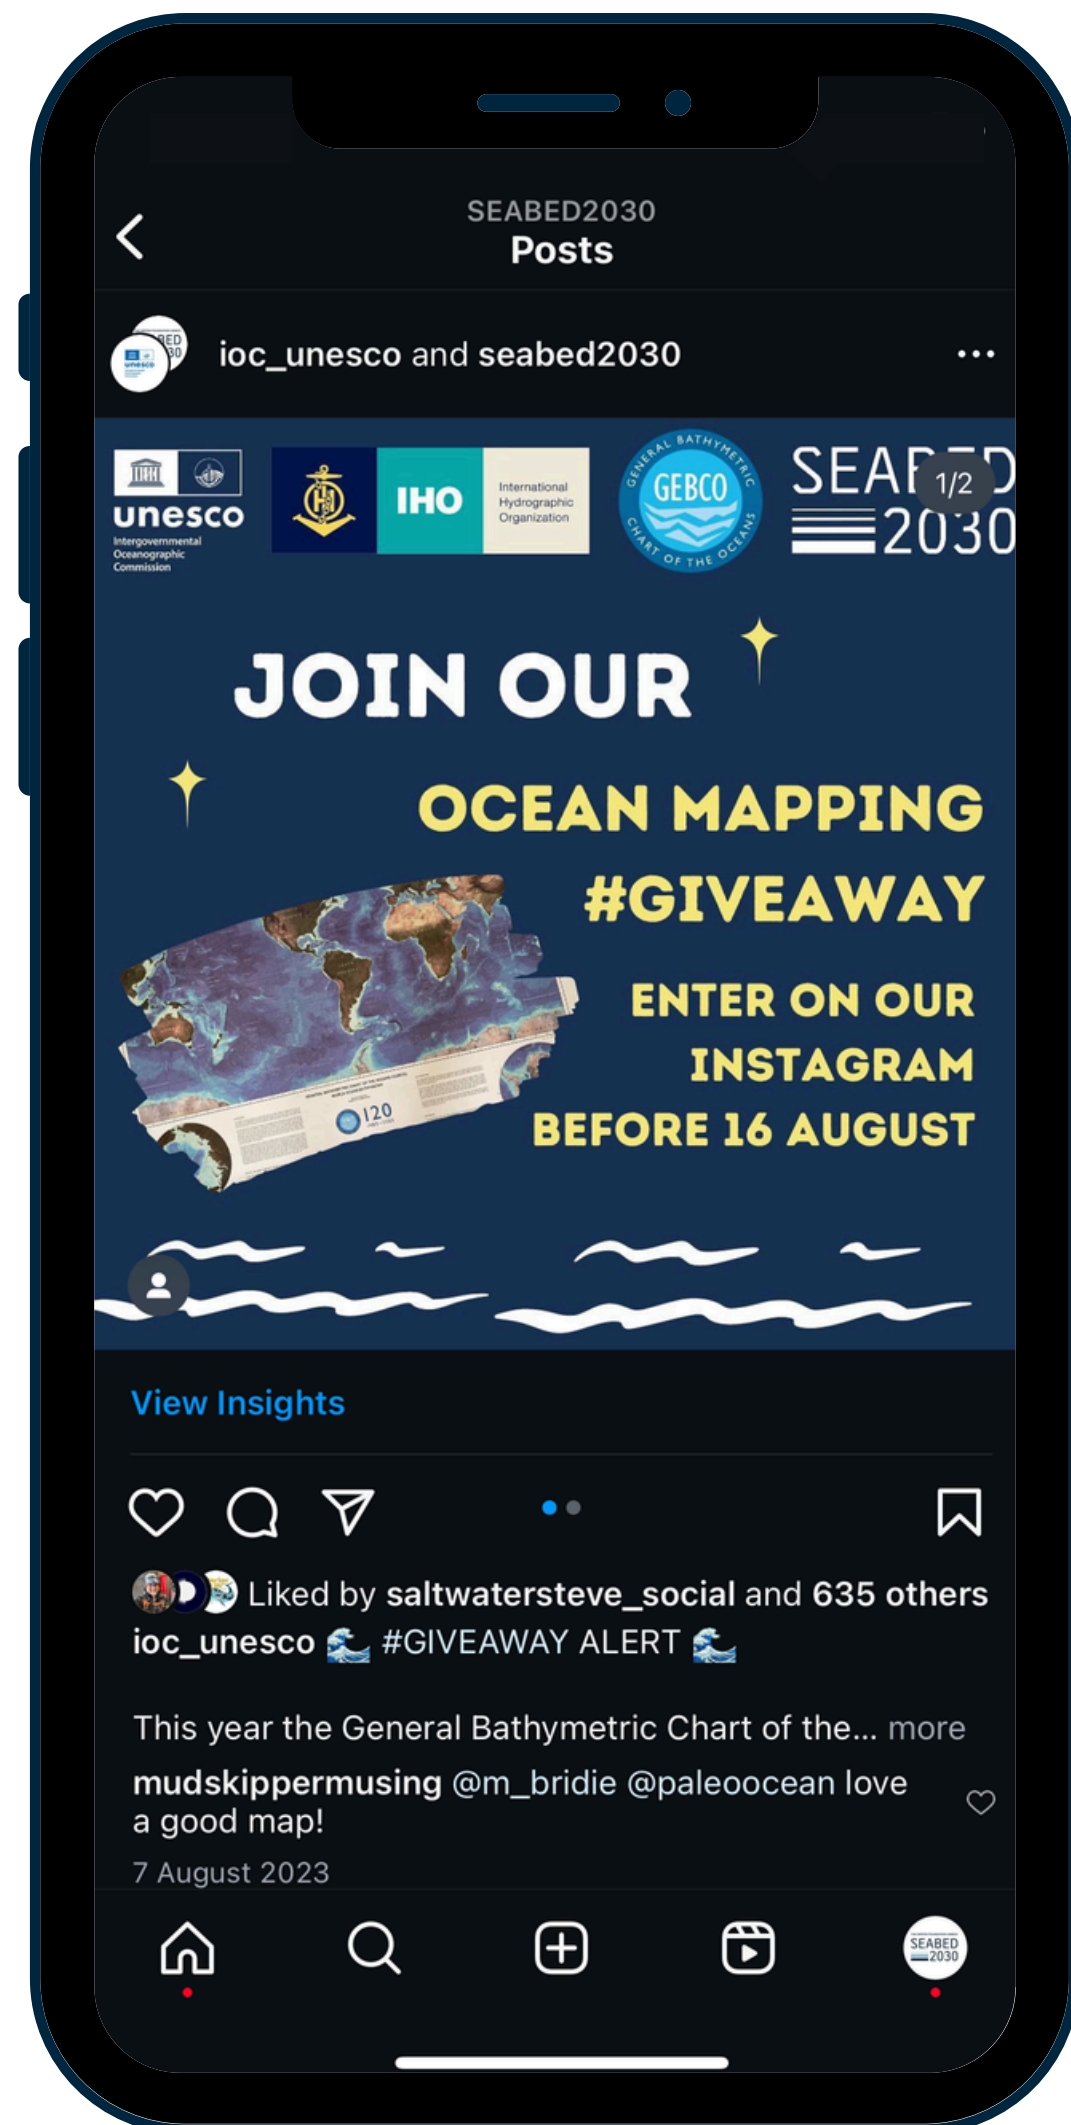 SEABED2030
Posts
ioc_unesco and seabed2030
unesco
Intergovernmental
Oceanographic
Commission
IHO
International
Hydrographic
Organization
GENERAL BATHYMETRIC
GEBCO
CHART OF THE OCEANS
2030
1/2
JOIN OUR
OCEAN MAPPING
#GIVEAWAY
ENTER ON OUR
INSTAGRAM
BEFORE 16 AUGUST
120
View Insights
Liked by saltwatersteve_social and 635 others
ioc_unesco 🌊 #GIVEAWAY ALERT 🌊
This year the General Bathymetric Chart of the... more
mudskippermusing @m_bridie @paleoocean love
a good map!
7 August 2023
SEABED
2030